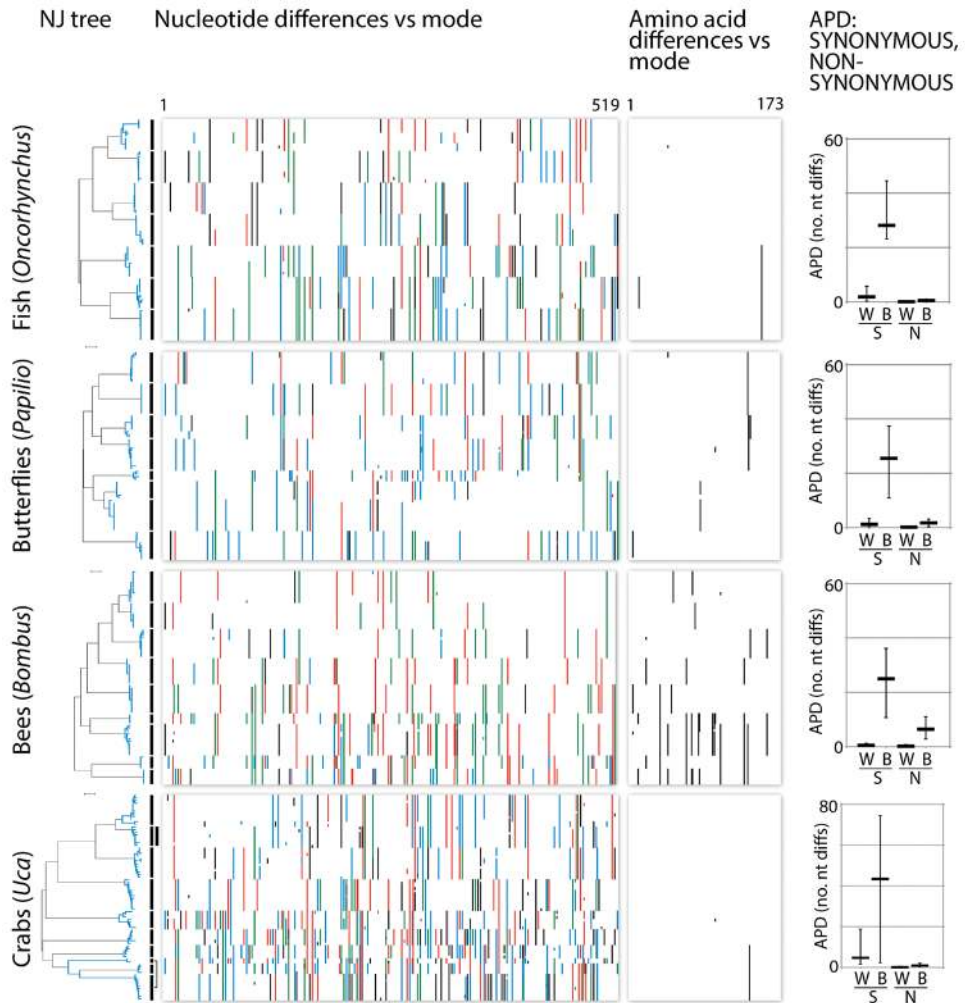 NJ tree
Nucleotide differences vs mode
Amino acid
differences vs
mode
APD:
SYNONYMOUS,
NON-
SYNONYMOUS
1
519
1
173
Fish (Oncorhynchus)
APD (no. nt diffs)
60
0
W B W B
S N
Butterflies (Papilio)
APD (no. nt diffs)
60
0
W B W B
S N
Bees (Bombus)
APD (no. nt diffs)
60
0
W B W B
S N
Crabs (Uca)
APD (no. nt diffs)
80
0
W B W B
S N